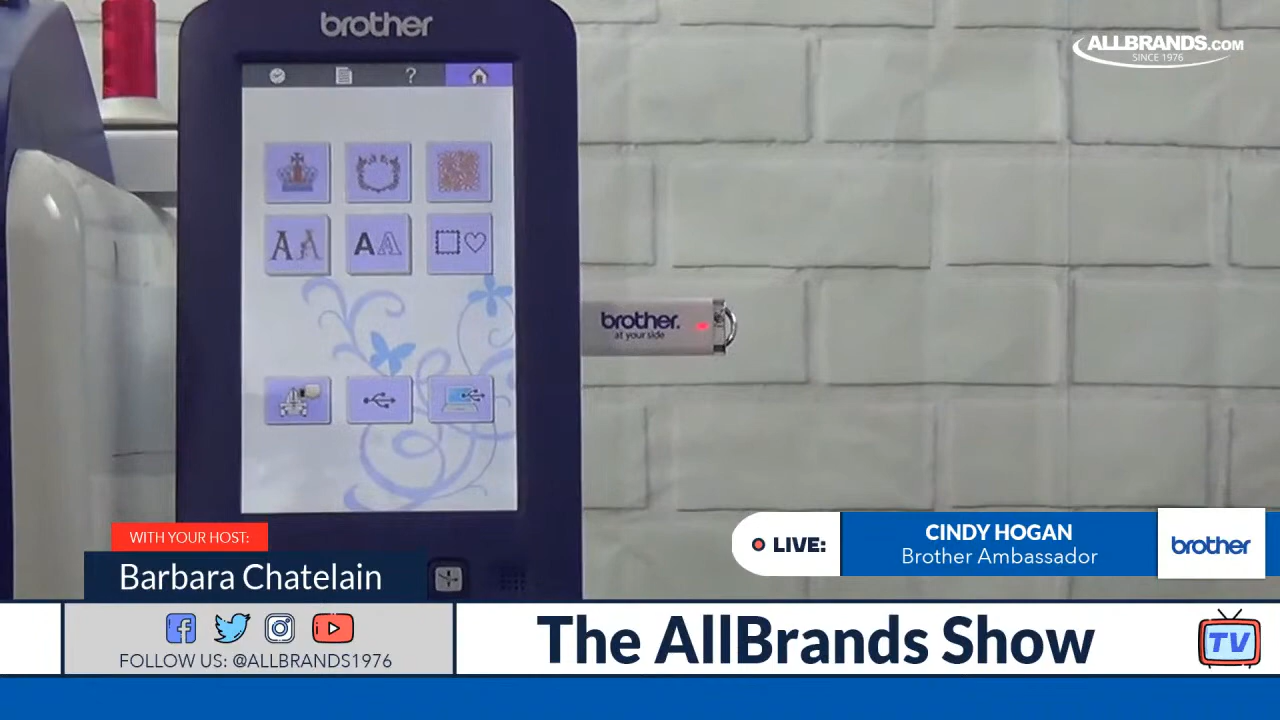 brother
ALLBRANDS.COM
SINCE 1976
?
A A
A A
brother.
at your side
WITH YOUR HOST:
Barbara Chatelain
LIVE:
CINDY HOGAN
Brother Ambassador
brother
FOLLOW US: @ALLBRANDS1976
The AllBrands Show
TV